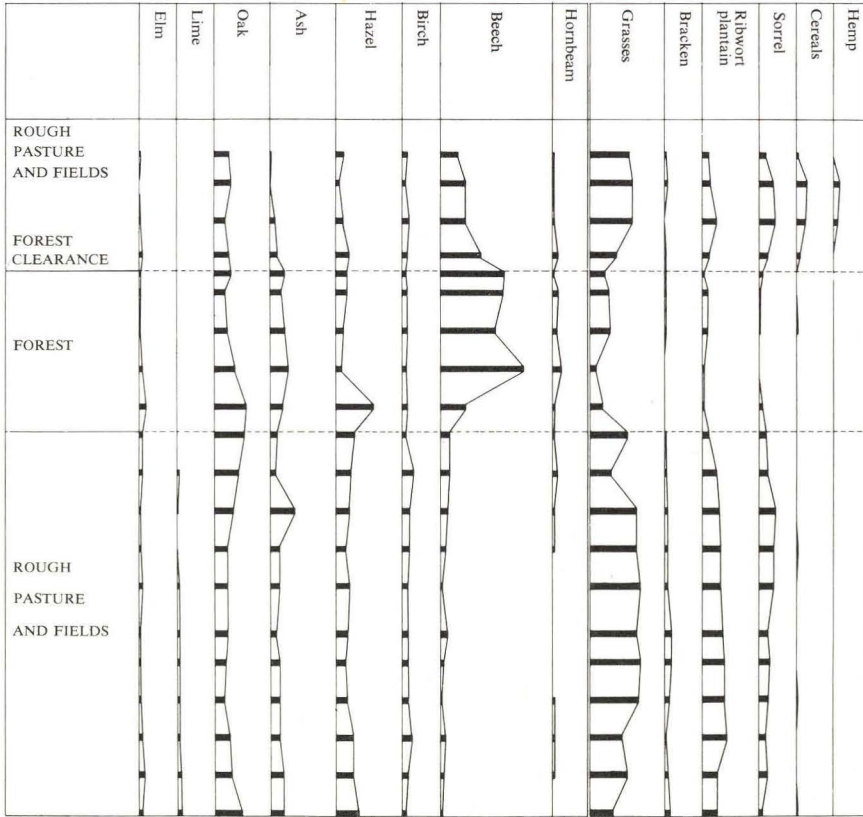 Elm
Lime
Oak
Ash
Hazel
Birch
Beech
Hornbeam
Grasses
Bracken
Ribwort
plantain
Sorrel
Cereals
Hemp
ROUGH
PASTURE
AND FIELDS
FOREST
CLEARANCE
FOREST
ROUGH
PASTURE
AND FIELDS